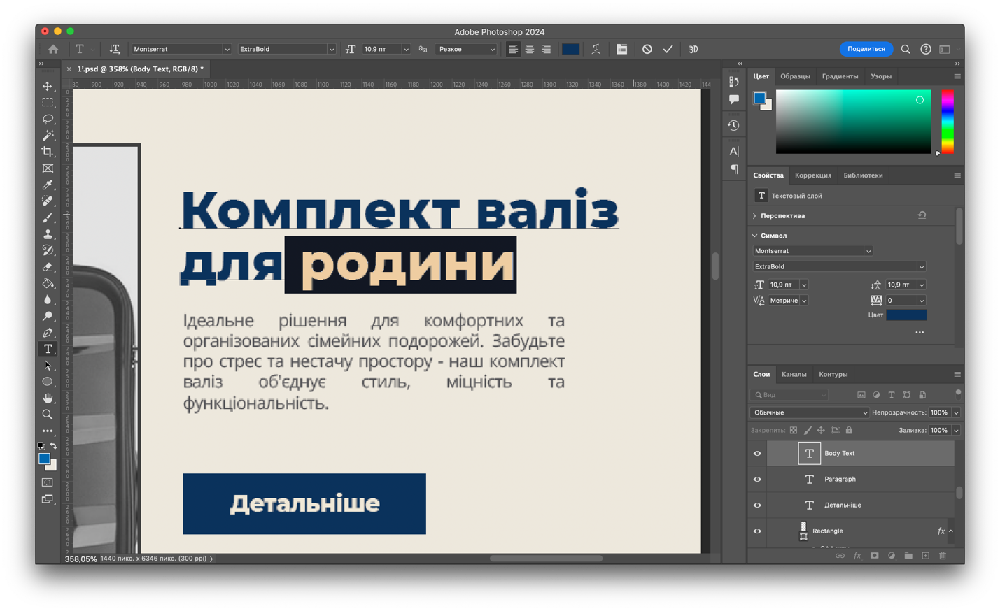 Adobe Photoshop 2024
Montserrat
ExtraBold
10,9 пт
Резкое
3D
Поделиться
1'.psd @ 358% (Body Text, RGB/8) *
80 900 920 940 960 980 1000 1020 1040 1060 1080 1100 1120 1140 1160 1180 1200 1220 1240 1260 1280 1300 1320 1340 1360 1380 1400 1420 144
Комплект валіз
для родини
Ідеальне рішення для комфортних та
організованих сімейних подорожей. Забудьте
про стрес та нестачу простору - наш комплект
валіз об'єднує стиль, міцність та
функціональність.
Детальніше
358,05% 1440 пикс. x 6346 пикс. (300 ppi)
Цвет Образцы Градиенты Узоры
Свойства Коррекция Библиотеки
Текстовый слой
Перспектива
Символ
Montserrat
ExtraBold
10,9 пт 10,9 пт
Метриче 0
Цвет
Слои Каналы Контуры
Вид
Обычные Непрозрачность: 100%
Закрепить: Заливка: 100%
Body Text
Paragraph
Детальніше
Rectangle fx
fx